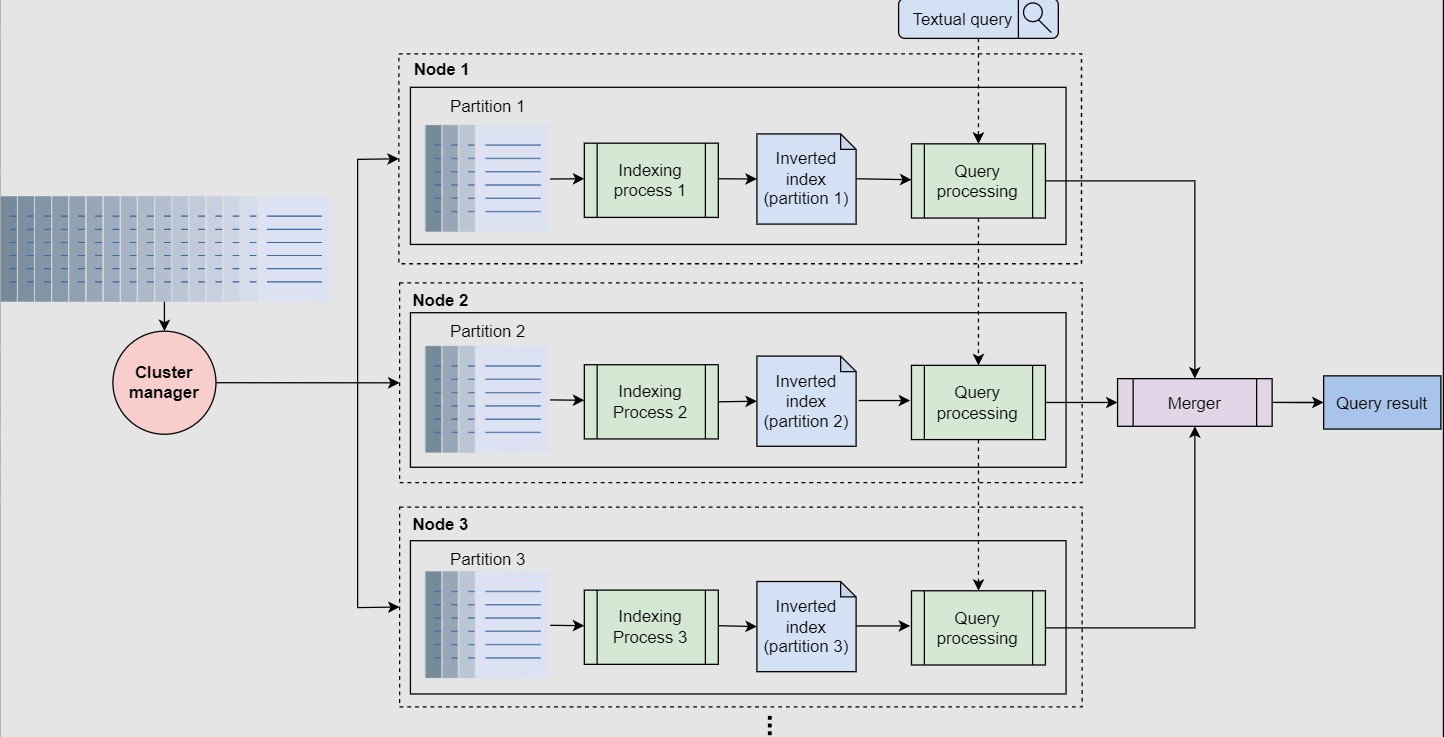 Textual query
Node 1
Partition 1
Indexing
process 1
Inverted
index
(partition 1)
Query
processing
Node 2
Partition 2
Cluster
manager
Indexing
Process 2
Inverted
index
(partition 2)
Query
processing
Merger
Query result
Node 3
Partition 3
Indexing
Process 3
Inverted
index
(partition 3)
Query
processing